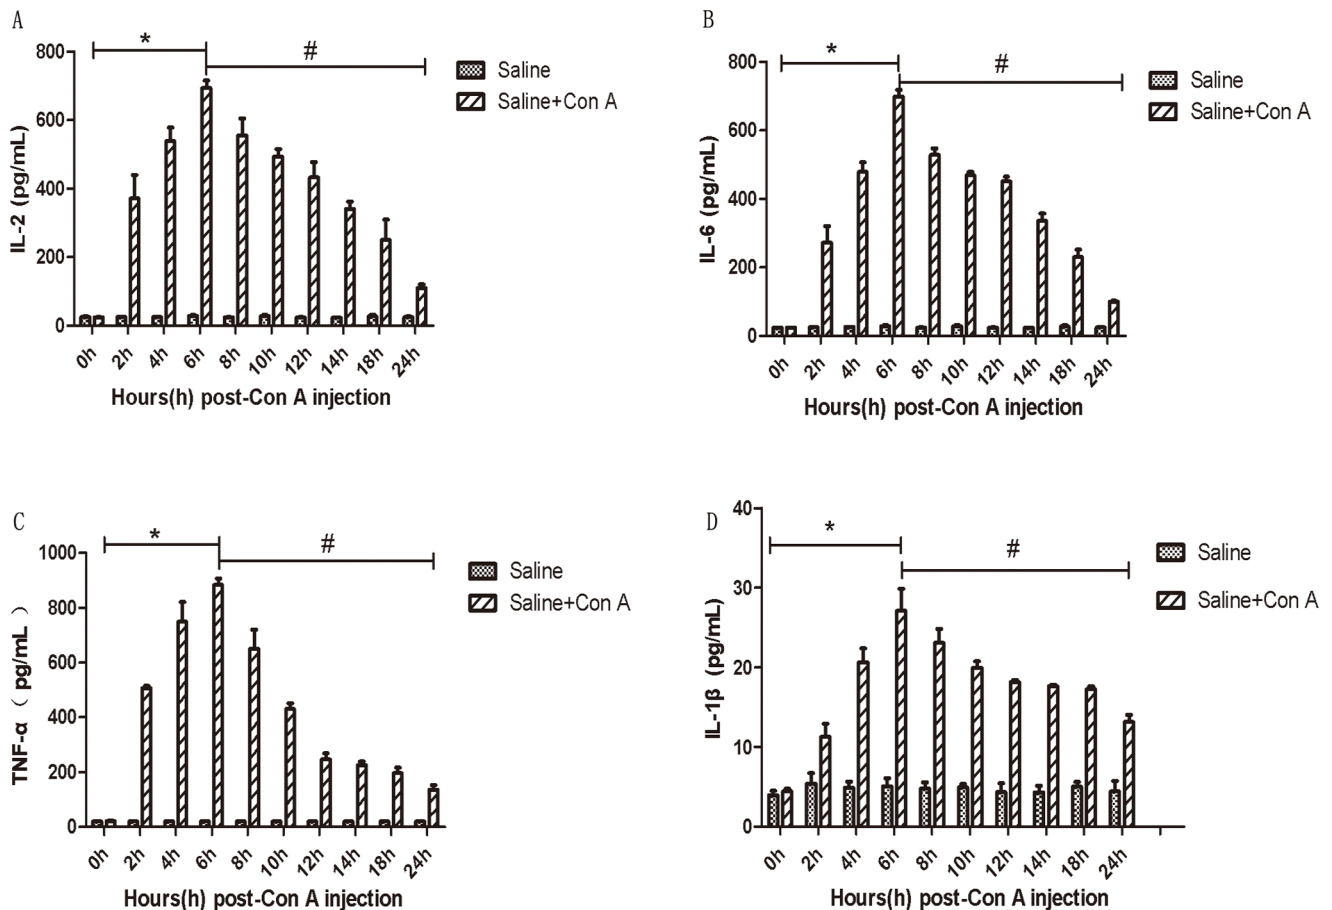 A
IL-2 (pg/mL)
800
600
400
200
0
*
#
Saline
Saline+Con A
0h 2h 4h 6h 8h 10h 12h 14h 18h 24h
Hours(h) post-Con A injection
B
IL-6 (pg/mL)
800
600
400
200
0
*
#
Saline
Saline+Con A
0h 2h 4h 6h 8h 10h 12h 14h 18h 24h
Hours(h) post-Con A injection
C
TNF-α（ pg/mL ）
1000
800
600
400
200
0
*
#
Saline
Saline+Con A
0h 2h 4h 6h 8h 10h 12h 14h 18h 24h
Hours(h) post-Con A injection
D
IL-1β (pg/mL)
40
30
20
10
0
*
#
Saline
Saline+Con A
0h 2h 4h 6h 8h 10h 12h 14h 18h 24h
Hours(h) post-Con A injection